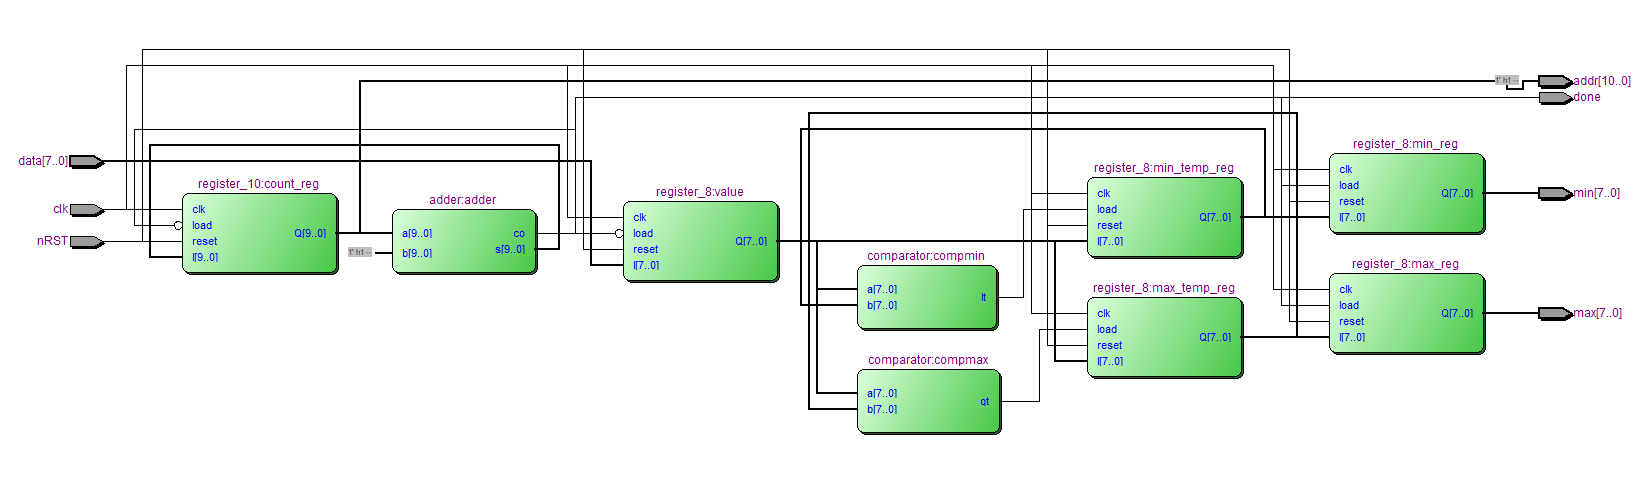 addr[10..0]
done
data[7..0]
clk
nRST
register_10:count_reg
clk
load
reset
I[9..0]
Q[9..0]
adder:adder
a[9..0]
b[9..0]
co
s[9..0]
register_8:value
clk
load
reset
I[7..0]
Q[7..0]
comparator:compmin
a[7..0]
b[7..0]
lt
comparator:compmax
a[7..0]
b[7..0]
gt
register_8:min_temp_reg
clk
load
reset
I[7..0]
Q[7..0]
register_8:max_temp_reg
clk
load
reset
I[7..0]
Q[7..0]
register_8:min_reg
clk
load
reset
I[7..0]
Q[7..0]
register_8:max_reg
clk
load
reset
I[7..0]
Q[7..0]
min[7..0]
max[7..0]